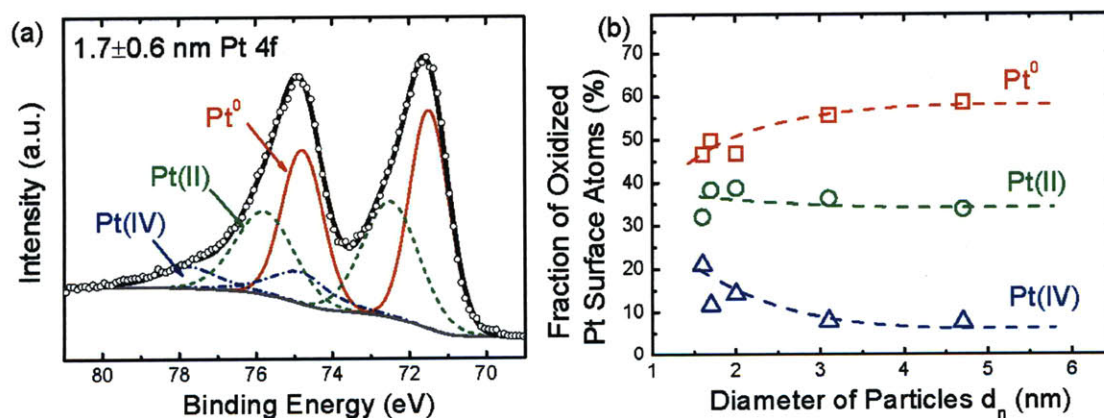 (a)
1.7±0.6 nm Pt 4f
Pt⁰
Pt(II)
Pt(IV)
Intensity (a.u.)
80 78 76 74 72 70
Binding Energy (eV)
(b)
Fraction of Oxidized
Pt Surface Atoms (%)
80
70
60
50
40
30
20
10
0
Pt⁰
Pt(II)
Pt(IV)
1 2 3 4 5 6
Diameter of Particles dₙ (nm)